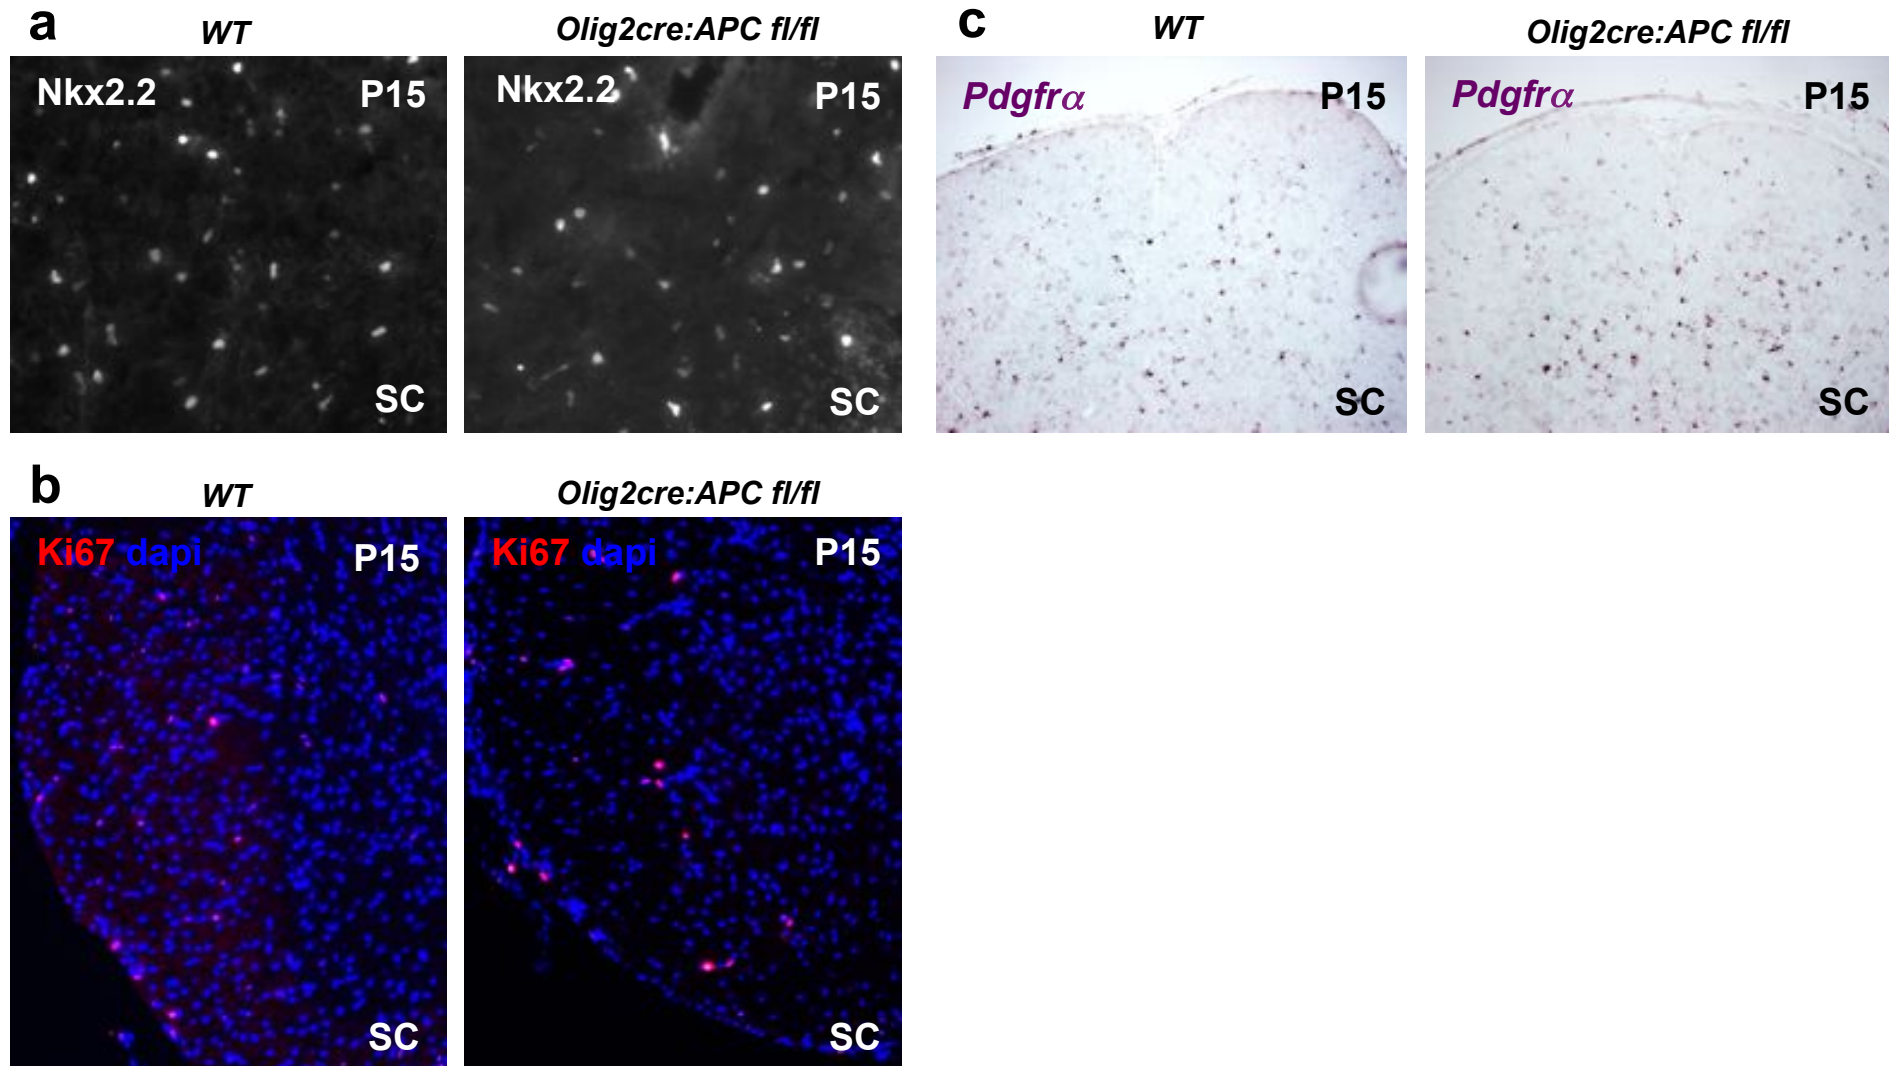 a
WT
Olig2cre:APC fl/fl
Nkx2.2
P15
SC
Nkx2.2
P15
SC
c
WT
Olig2cre:APC fl/fl
Pdgfrα
P15
SC
Pdgfrα
P15
SC
b
WT
Olig2cre:APC fl/fl
Ki67 dapi
P15
SC
Ki67 dapi
P15
SC